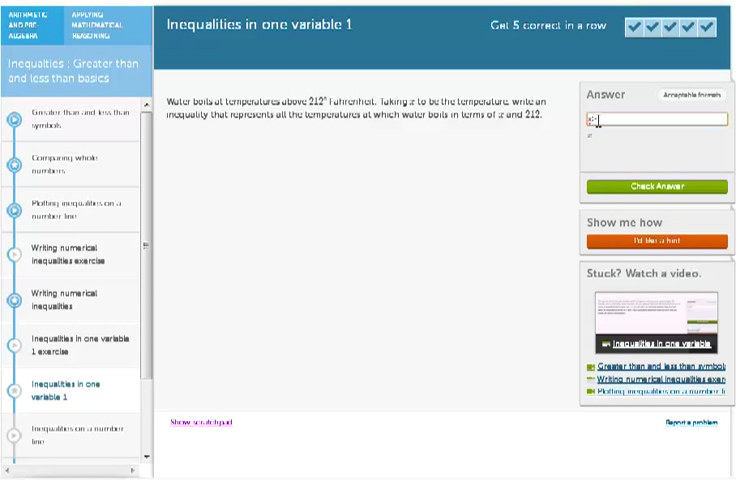 ARITHMETIC
AND PRE
ALGEBRA
APPLYING
MATHEMATICAL
REASONING
Inequalities in one variable 1
Get 5 correct in a row
Inequalties : Greater than
and less than basics
Greater than and less than
symbols
Comparing whole
numbers
Plotting inequalities on a
number line
Writing numerical
inequalities exercise
Writing numerical
inequalities
Inequalities in one variable
1 exercise
Inequalities in one
variable 1
Inequalities on a number
line
Water boils at temperatures above 212° Fahrenheit. Taking x to be the temperature, write an
inequality that represents all the temperatures at which water boils in terms of x and 212.
Answer
Acceptable formats
Check Answer
Show me how
I'd like a hint
Stuck? Watch a video.
Inequalities in one variable
Greater than and less than symbols
Writing numerical inequalities exer
Plotting inequalities on a number li
Show scratchpad
Report a problem